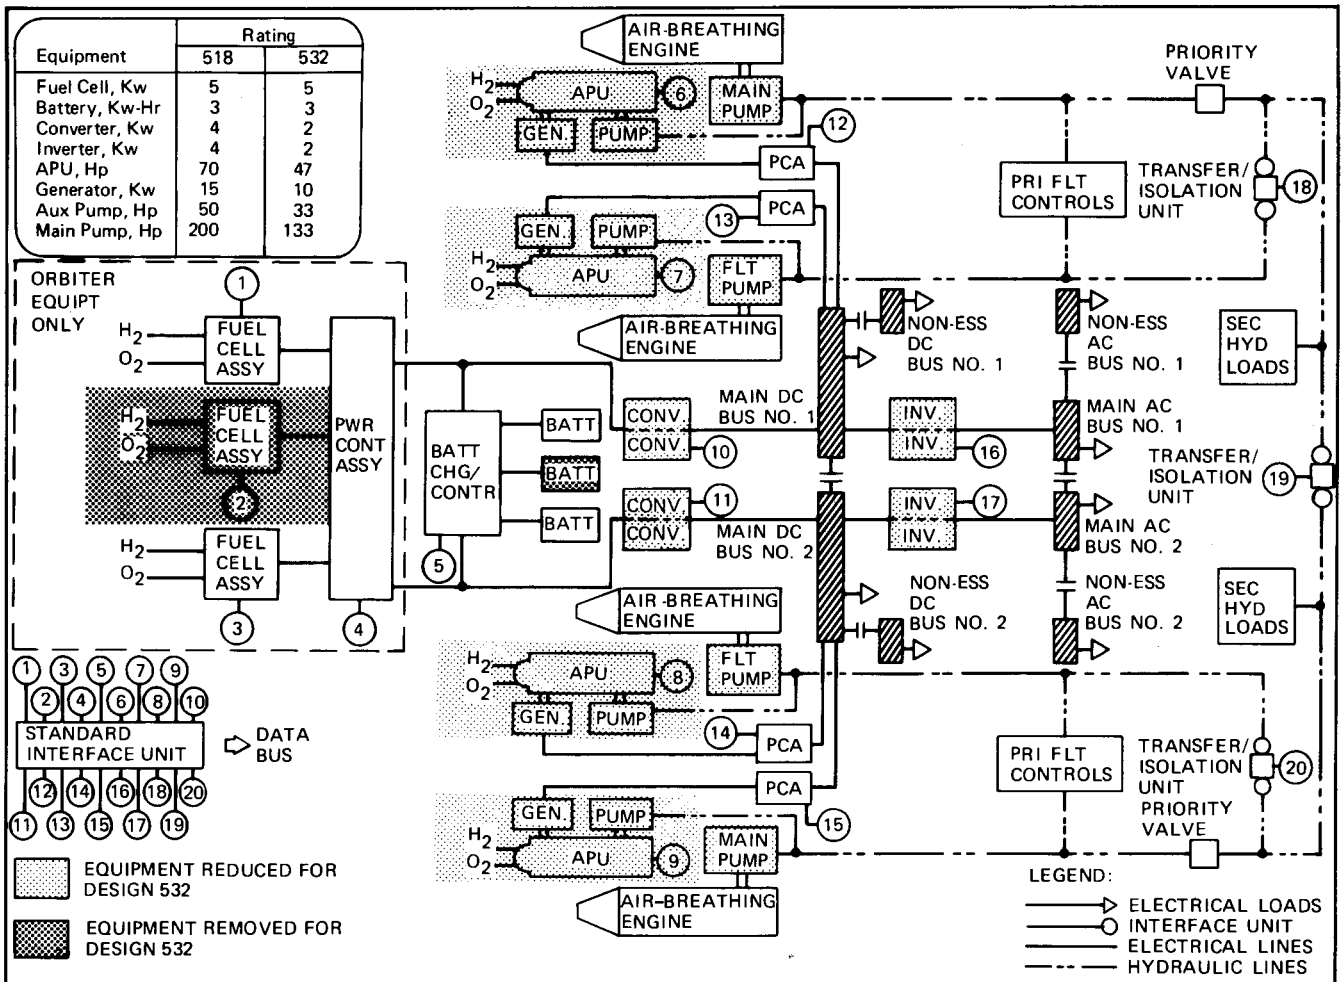 Rating
Equipment 518 532
Fuel Cell, Kw 5 5
Battery, Kw-Hr 3 3
Converter, Kw 4 2
Inverter, Kw 4 2
APU, Hp 70 47
Generator, Kw 15 10
Aux Pump, Hp 50 33
Main Pump, Hp 200 133
ORBITER
EQUIPT
ONLY
1
H2
O2
FUEL
CELL
ASSY
H2
O2
FUEL
CELL
ASSY
2
H2
O2
FUEL
CELL
ASSY
3
PWR
CONT
ASSY
4
BATT
CHG/
CONTR
5
BATT
BATT
BATT
AIR-BREATHING
ENGINE
H2
O2
APU
6
MAIN
PUMP
GEN.
PUMP
12
PCA
13
PCA
GEN.
PUMP
H2
O2
APU
7
FLT
PUMP
AIR-BREATHING
ENGINE
CONV.
CONV.
10
MAIN DC
BUS NO. 1
CONV.
CONV.
11
MAIN DC
BUS NO. 2
NON-ESS
DC
BUS NO. 1
INV.
INV.
16
INV.
INV.
17
NON-ESS
DC
BUS NO. 2
NON-ESS
AC
BUS NO. 1
MAIN AC
BUS NO. 1
MAIN AC
BUS NO. 2
NON-ESS
AC
BUS NO. 2
PRIORITY
VALVE
PRI FLT
CONTROLS
TRANSFER/
ISOLATION
UNIT
18
SEC
HYD
LOADS
TRANSFER/
ISOLATION
UNIT
19
SEC
HYD
LOADS
AIR-BREATHING
ENGINE
H2
O2
APU
8
FLT
PUMP
GEN.
PUMP
14
PCA
PCA
15
GEN.
PUMP
H2
O2
APU
9
MAIN
PUMP
AIR-BREATHING
ENGINE
PRI FLT
CONTROLS
TRANSFER/
ISOLATION
UNIT
20
PRIORITY
VALVE
1 3 5 7 9
2 4 6 8 10
STANDARD
INTERFACE UNIT
DATA
BUS
12 14 16 18 20
11 13 15 17 19
EQUIPMENT REDUCED FOR
DESIGN 532
EQUIPMENT REMOVED FOR
DESIGN 532
LEGEND:
ELECTRICAL LOADS
INTERFACE UNIT
ELECTRICAL LINES
HYDRAULIC LINES